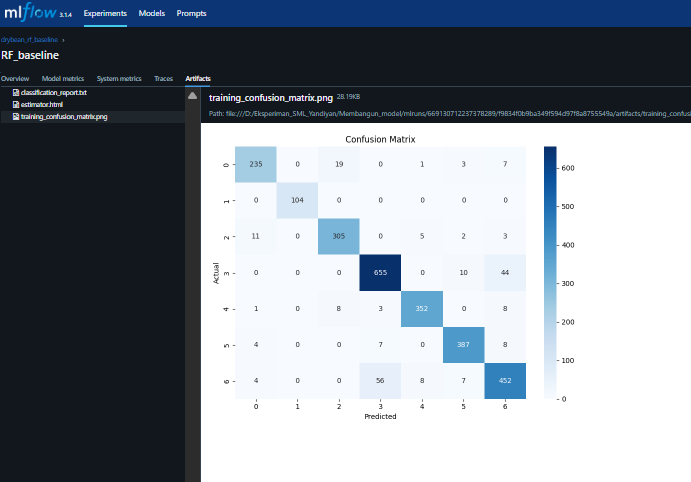 mlflow 3.1.4 Experiments Models Prompts
drybean_rf_baseline ›
RF_baseline
Overview Model metrics System metrics Traces Artifacts
classification_report.txt
estimator.html
training_confusion_matrix.png
training_confusion_matrix.png 28.19KB
Path: file:///D:/Eksperiman_SML_Yandiyan/Membangun_model/mlruns/669130712237378289/f9834f0b9ba349f594d97f8a8755549a/artifacts/training_confus
Confusion Matrix
0 235 0 19 0 1 3 7
1 0 104 0 0 0 0 0
2 11 0 305 0 5 2 3
3 0 0 0 655 0 10 44
4 1 0 8 3 352 0 8
5 4 0 0 7 0 387 8
6 4 0 0 56 8 7 452
0 1 2 3 4 5 6
Actual
Predicted
600
500
400
300
200
100
0